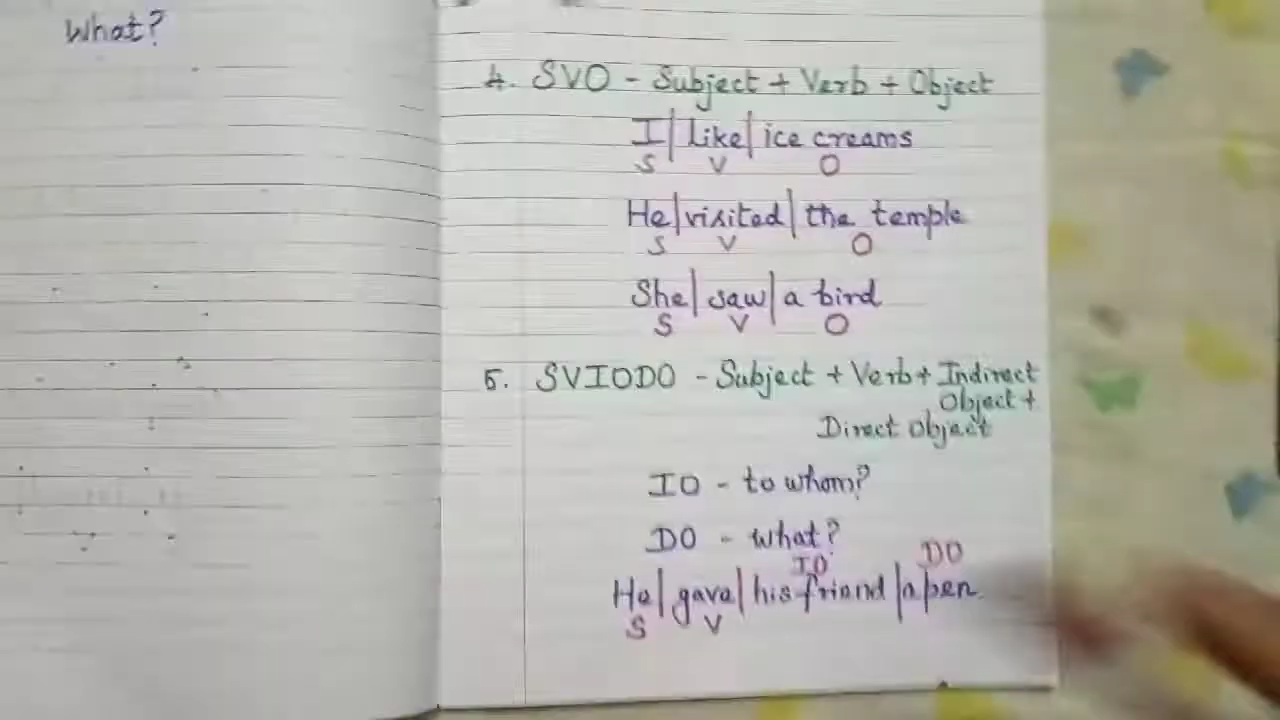 What?
4. SVO - Subject + Verb + Object
I| like| ice creams
S V O
He|visited| the temple
S V O
She| saw| a bird
S V O
5. SVIODO - Subject + Verb + Indirect
Object +
Direct Object
IO - to whom?
DO - what?
IO DO
He| gave| his friend |a pen.
S V